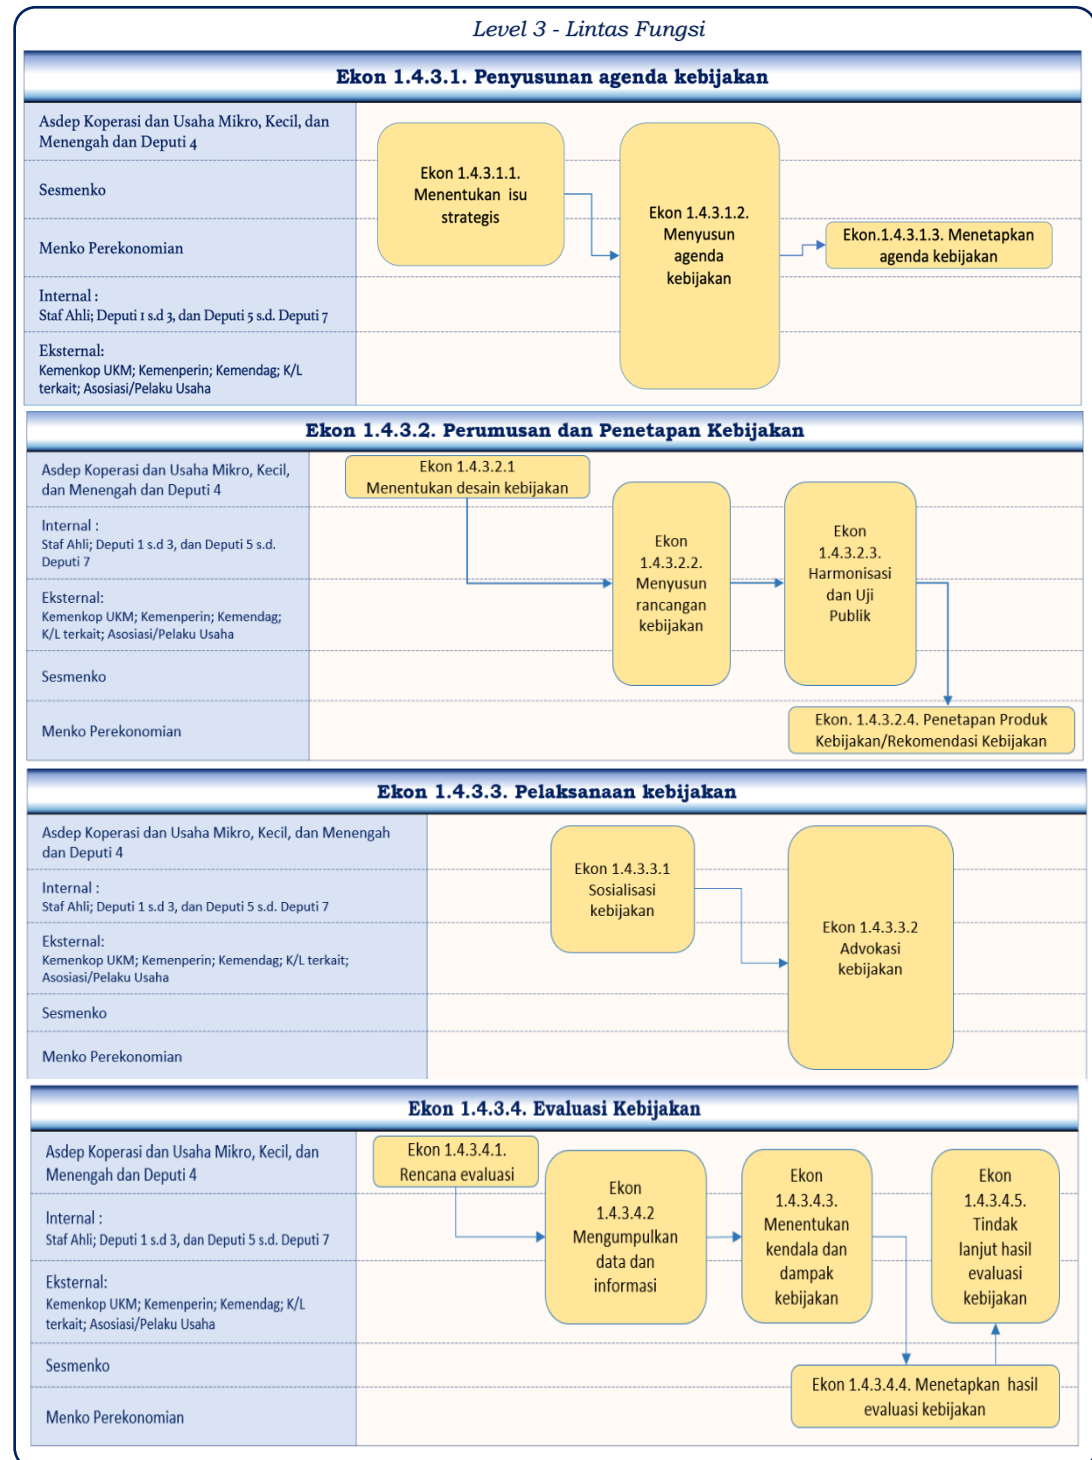 Level 3 - Lintas Fungsi
Ekon 1.4.3.1. Penyusunan agenda kebijakan
Asdep Koperasi dan Usaha Mikro, Kecil, dan
Menengah dan Deputi 4
Sesmenko
Menko Perekonomian
Internal :
Staf Ahli; Deputi 1 s.d 3, dan Deputi 5 s.d. Deputi 7
Eksternal:
Kemenkop UKM; Kemenperin; Kemendag; K/L
terkait; Asosiasi/Pelaku Usaha
Ekon 1.4.3.1.1.
Menentukan isu
strategis
Ekon 1.4.3.1.2.
Menyusun
agenda
kebijakan
Ekon.1.4.3.1.3. Menetapkan
agenda kebijakan
Ekon 1.4.3.2. Perumusan dan Penetapan Kebijakan
Asdep Koperasi dan Usaha Mikro, Kecil,
dan Menengah dan Deputi 4
Internal :
Staf Ahli; Deputi 1 s.d 3, dan Deputi 5 s.d.
Deputi 7
Eksternal:
Kemenkop UKM; Kemenperin; Kemendag;
K/L terkait; Asosiasi/Pelaku Usaha
Sesmenko
Menko Perekonomian
Ekon 1.4.3.2.1
Menentukan desain kebijakan
Ekon
1.4.3.2.2.
Menyusun
rancangan
kebijakan
Ekon
1.4.3.2.3.
Harmonisasi
dan Uji
Publik
Ekon. 1.4.3.2.4. Penetapan Produk
Kebijakan/Rekomendasi Kebijakan
Ekon 1.4.3.3. Pelaksanaan kebijakan
Asdep Koperasi dan Usaha Mikro, Kecil, dan Menengah
dan Deputi 4
Internal :
Staf Ahli; Deputi 1 s.d 3, dan Deputi 5 s.d. Deputi 7
Eksternal:
Kemenkop UKM; Kemenperin; Kemendag; K/L terkait;
Asosiasi/Pelaku Usaha
Sesmenko
Menko Perekonomian
Ekon 1.4.3.3.1
Sosialisasi
kebijakan
Ekon 1.4.3.3.2
Advokasi
kebijakan
Ekon 1.4.3.4. Evaluasi Kebijakan
Asdep Koperasi dan Usaha Mikro, Kecil, dan
Menengah dan Deputi 4
Internal :
Staf Ahli; Deputi 1 s.d 3, dan Deputi 5 s.d. Deputi 7
Eksternal:
Kemenkop UKM; Kemenperin; Kemendag; K/L
terkait; Asosiasi/Pelaku Usaha
Sesmenko
Menko Perekonomian
Ekon 1.4.3.4.1.
Rencana evaluasi
Ekon
1.4.3.4.2
Mengumpulkan
data dan
informasi
Ekon
1.4.3.4.3.
Menentukan
kendala dan
dampak
kebijakan
Ekon 1.4.3.4.4. Menetapkan hasil
evaluasi kebijakan
Ekon
1.4.3.4.5.
Tindak
lanjut hasil
evaluasi
kebijakan